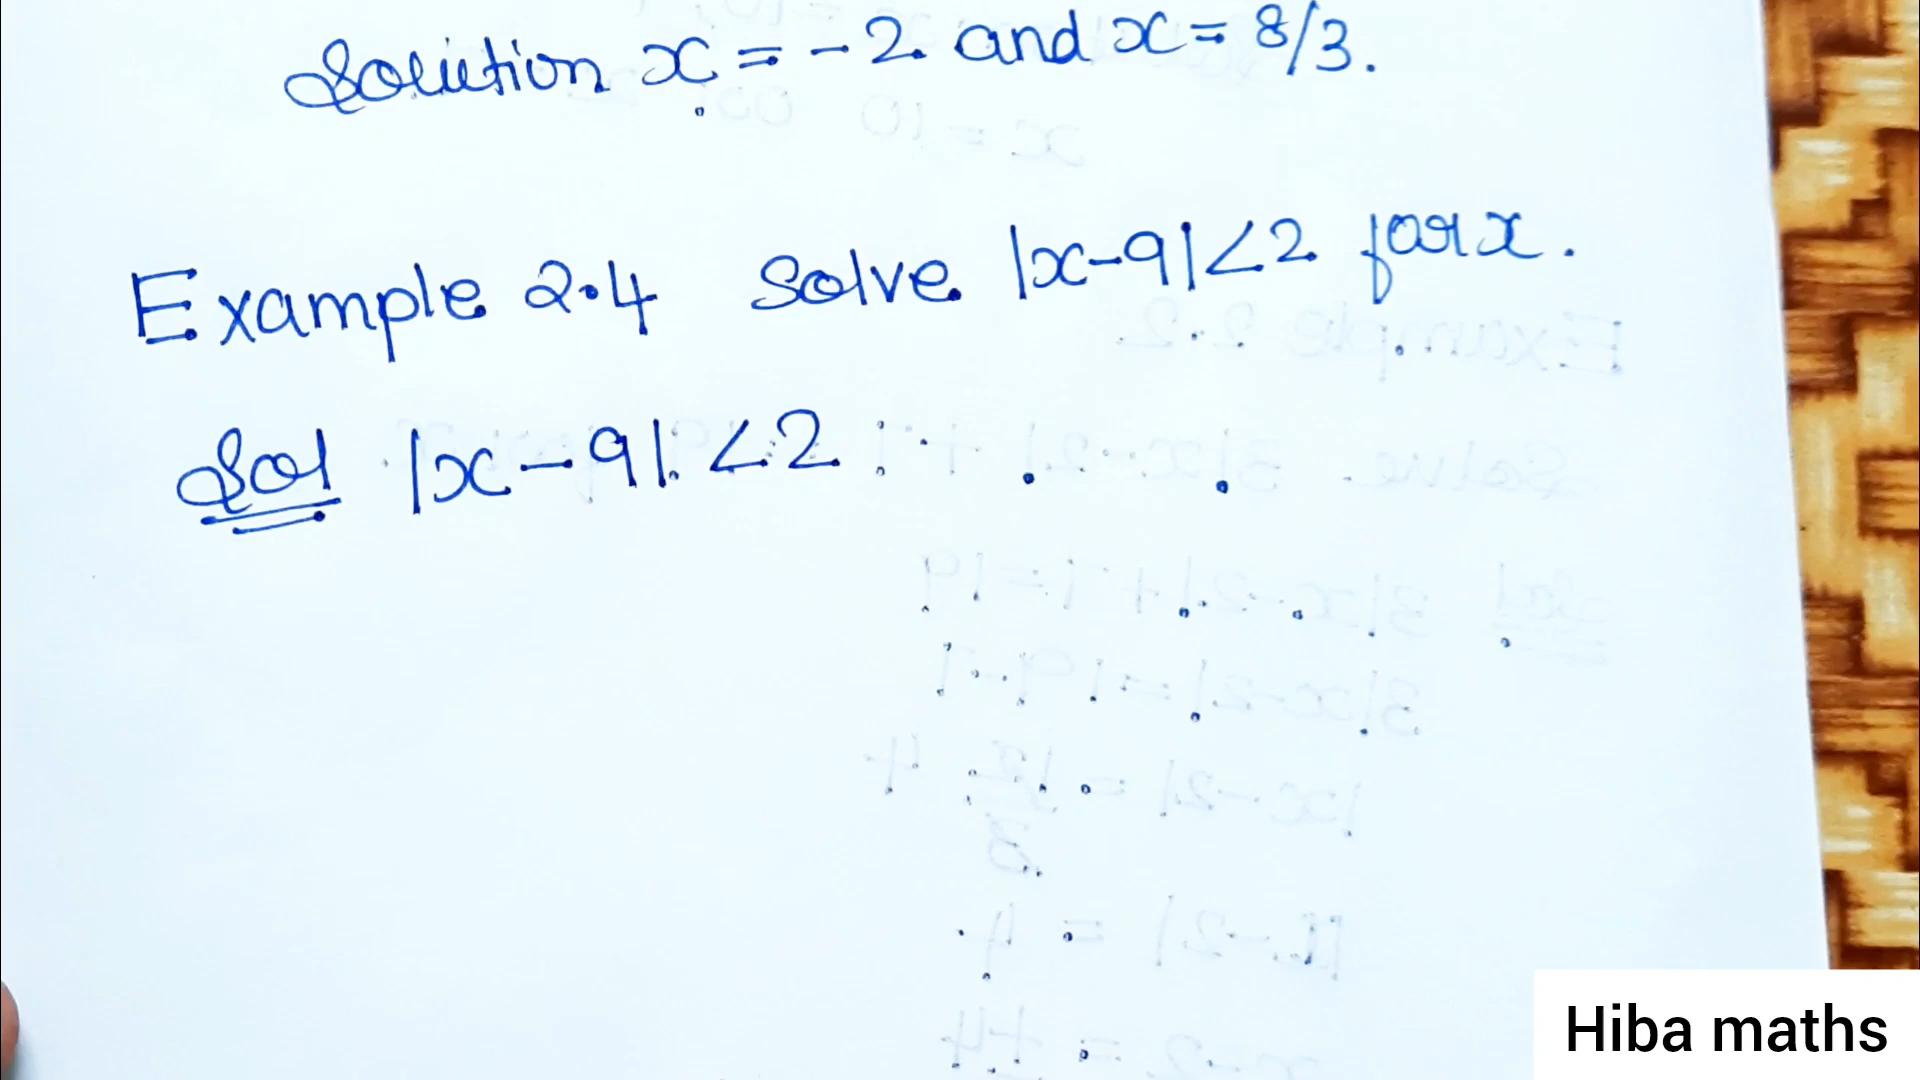 Solution x = -2 and x = 8/3.
Example 2.4 Solve |x-9|<2 for x.
Sol |x-9|<2
Hiba maths